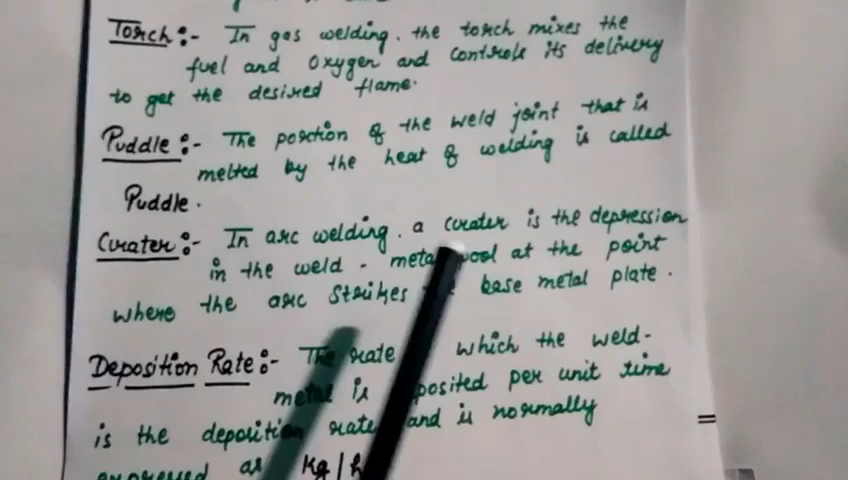 Torch :- In gas welding. the torch mixes the
fuel and Oxygen and controls its delivery
to get the desired flame.
Puddle :- The portion of the weld joint that is
melted by the heat of welding is called
Puddle.
Crater :- In arc welding. a crater is the depression
in the weld - metal pool at the point
where the arc strikes base metal plate.
Deposition Rate :- The rate which the weld-
metal is per unit time
is the deposition rate and is normally
expressed as kg/h